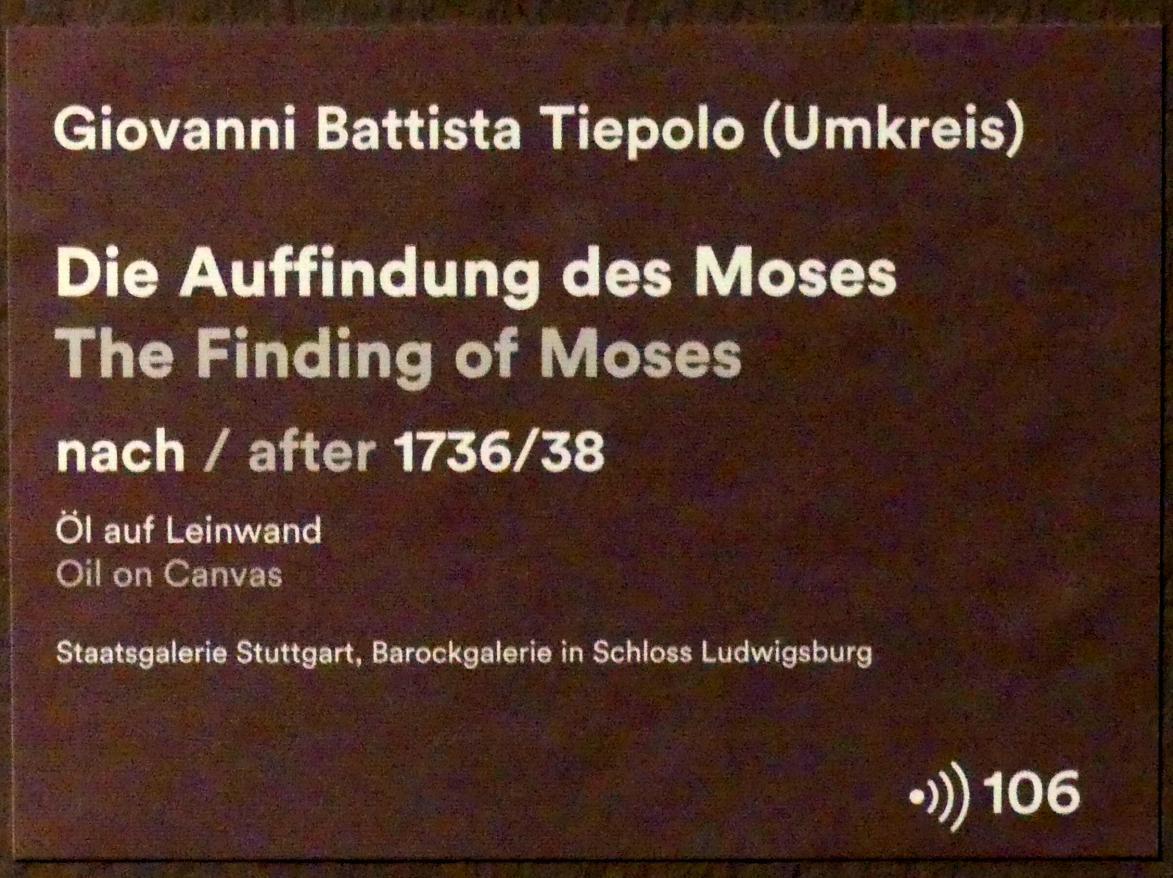 Giovanni Battista Tiepolo (Umkreis)
Die Auffindung des Moses
The Finding of Moses
nach / after 1736/38
Öl auf Leinwand
Oil on Canvas
Staatsgalerie Stuttgart, Barockgalerie in Schloss Ludwigsburg
106